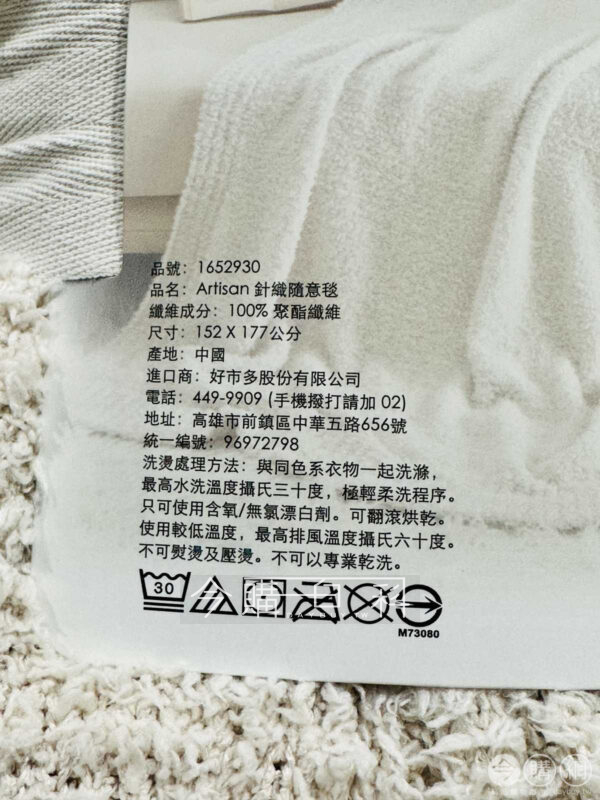 品號：1652930
品名：Artisan 針織隨意毯
纖維成分：100% 聚酯纖維
尺寸：152 X 177公分
產地：中國
進口商：好市多股份有限公司
電話：449-9909 (手機撥打請加 02)
地址：高雄市前鎮區中華五路656號
統一編號：96972798
洗燙處理方法：與同色系衣物一起洗滌，
最高水洗溫度攝氏三十度，極輕柔洗程序。
只可使用含氧/無氯漂白劑。可翻滾烘乾。
使用較低溫度，最高排風溫度攝氏六十度。
不可熨燙及壓燙。不可以專業乾洗。
30
M73080
今購網